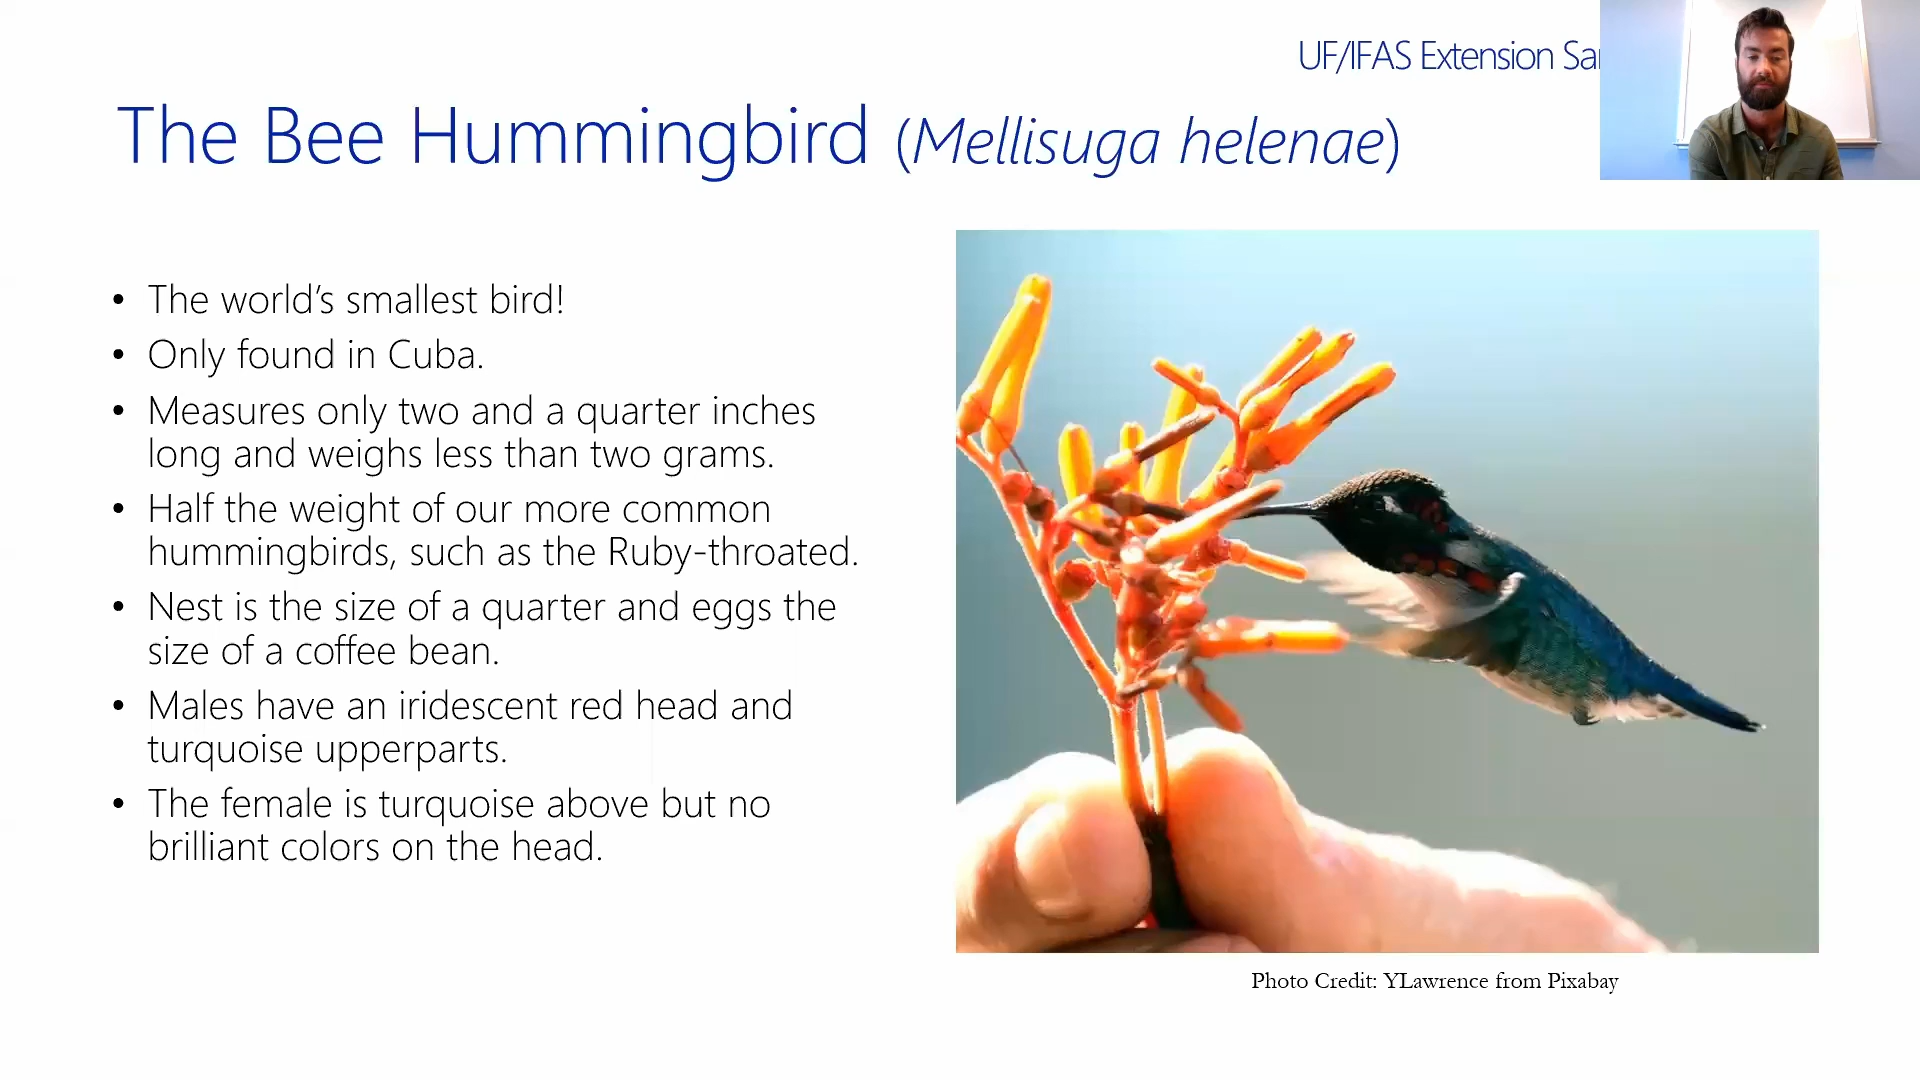 UF/IFAS Extension
The Bee Hummingbird (Mellisuga helenae)
• The world’s smallest bird!
• Only found in Cuba.
• Measures only two and a quarter inches
long and weighs less than two grams.
• Half the weight of our more common
hummingbirds, such as the Ruby-throated.
• Nest is the size of a quarter and eggs the
size of a coffee bean.
• Males have an iridescent red head and
turquoise upperparts.
• The female is turquoise above but no
brilliant colors on the head.
Photo Credit: YLawrence from Pixabay